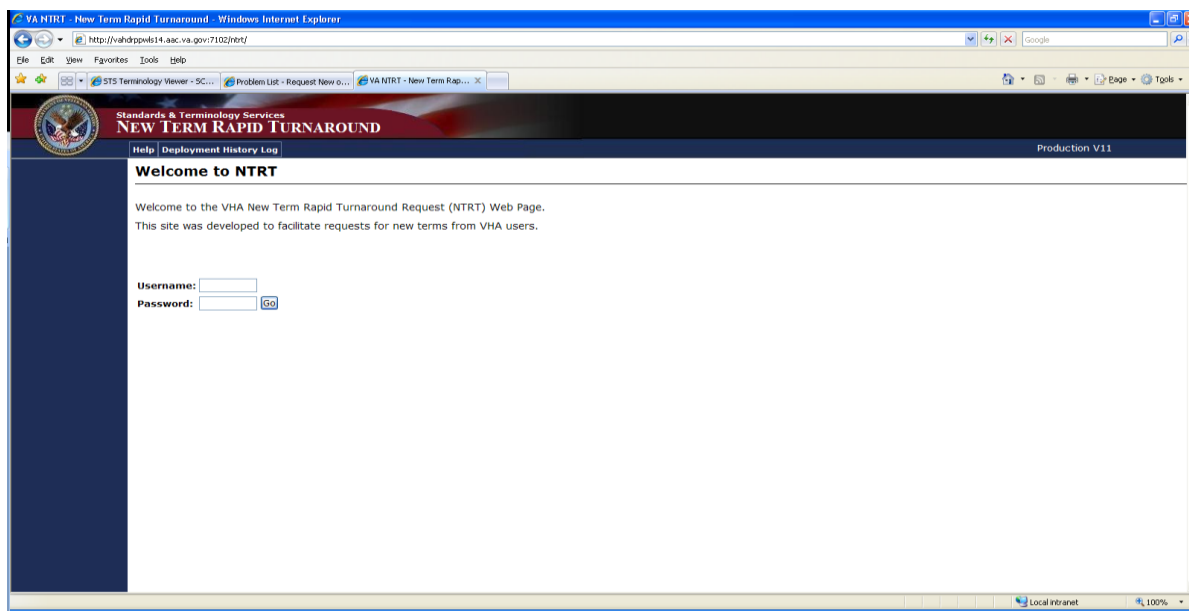 VA NTRT - New Term Rapid Turnaround - Windows Internet Explorer
http://vahdrppwls14.aac.va.gov:7102/ntrt/
Google
File Edit View Favorites Tools Help
STS Terminology Viewer - SC... Problem List - Request New o... VA NTRT - New Term Rap... Page Tools
Standards & Terminology Services
NEW TERM RAPID TURNAROUND
Help Deployment History Log Production V11
Welcome to NTRT
Welcome to the VHA New Term Rapid Turnaround Request (NTRT) Web Page.
This site was developed to facilitate requests for new terms from VHA users.
Username:
Password: Go
Local intranet 100%